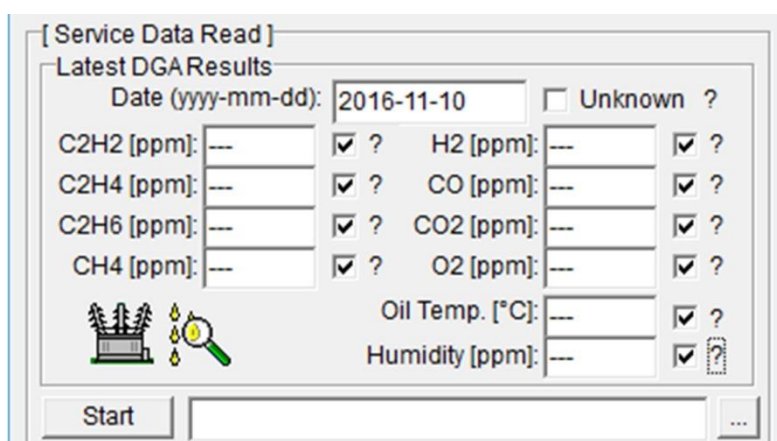 [ Service Data Read ]
Latest DGA Results
Date (yyyy-mm-dd): 2016-11-10 Unknown ?
C2H2 [ppm]: --- ? H2 [ppm]: --- ?
C2H4 [ppm]: --- ? CO [ppm]: --- ?
C2H6 [ppm]: --- ? CO2 [ppm]: --- ?
CH4 [ppm]: --- ? O2 [ppm]: --- ?
Oil Temp. [°C]: --- ?
Humidity [ppm]: --- ?
Start ...